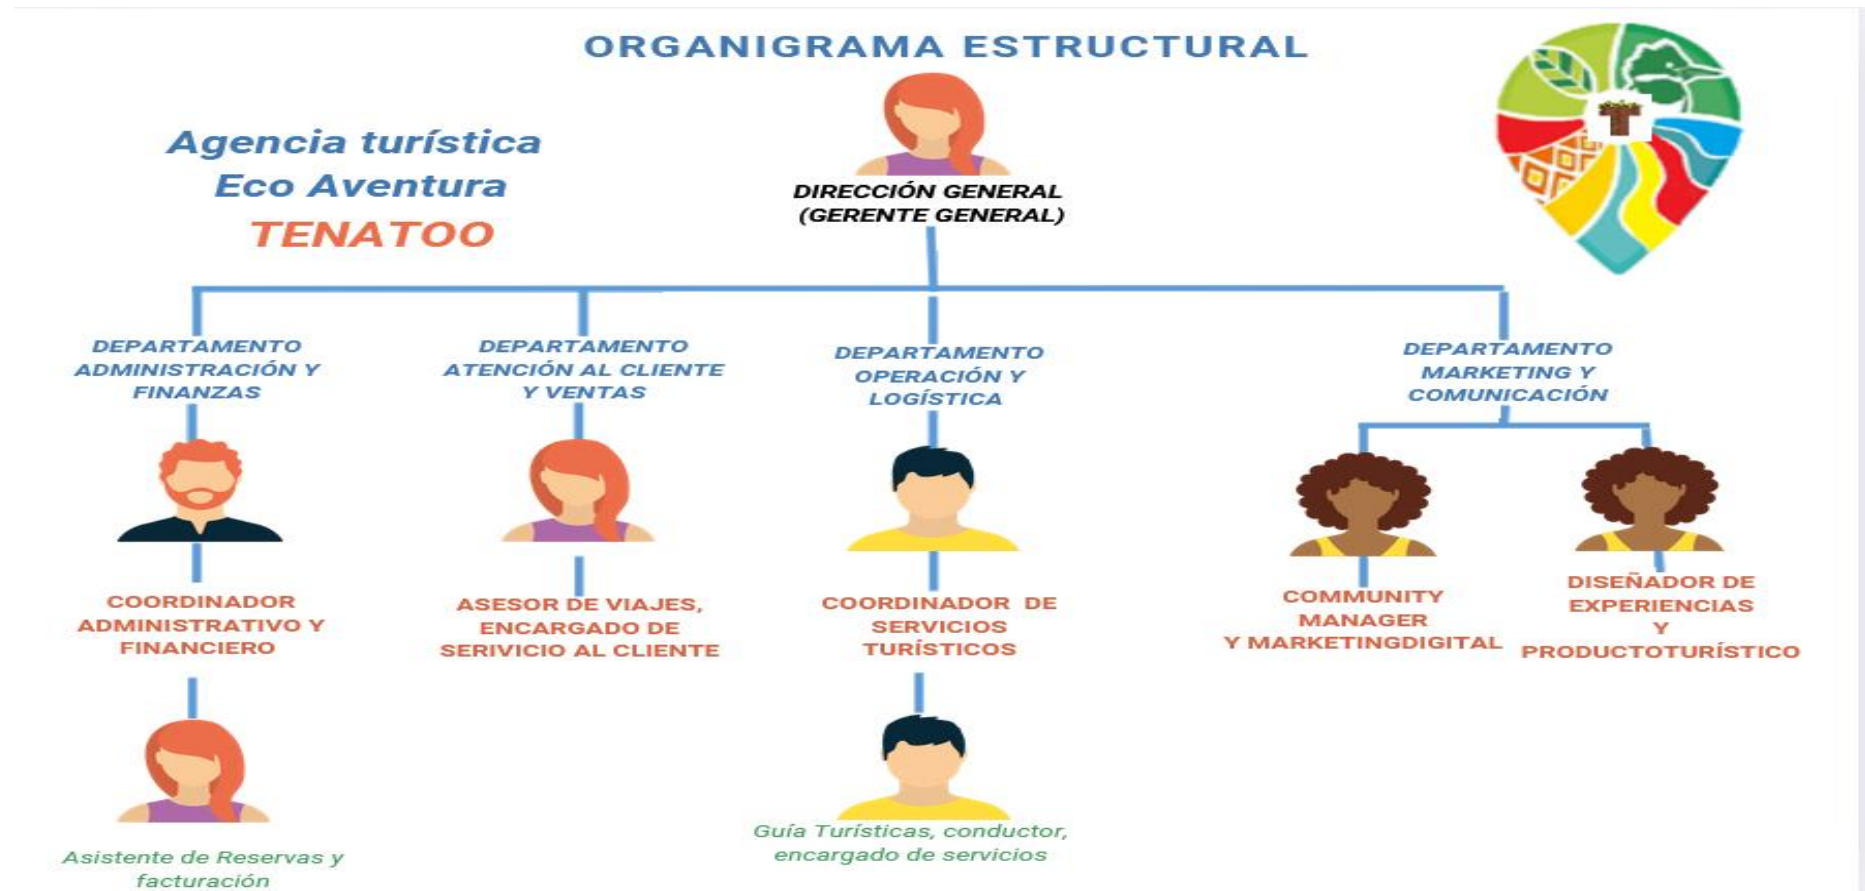 ORGANIGRAMA ESTRUCTURAL
Agencia turística
Eco Aventura
TENATOO
T
DIRECCIÓN GENERAL
(GERENTE GENERAL)
DEPARTAMENTO
ADMINISTRACIÓN Y
FINANZAS
DEPARTAMENTO
ATENCIÓN AL CLIENTE
Y VENTAS
DEPARTAMENTO
OPERACIÓN Y
LOGÍSTICA
DEPARTAMENTO
MARKETING Y
COMUNICACIÓN
COORDINADOR
ADMINISTRATIVO Y
FINANCIERO
ASESOR DE VIAJES,
ENCARGADO DE
SERIVICIO AL CLIENTE
COORDINADOR DE
SERVICIOS
TURÍSTICOS
COMMUNITY
MANAGER
Y MARKETINGDIGITAL
DISEÑADOR DE
EXPERIENCIAS
Y
PRODUCTOTURÍSTICO
Asistente de Reservas y
facturación
Guía Turísticas, conductor,
encargado de servicios